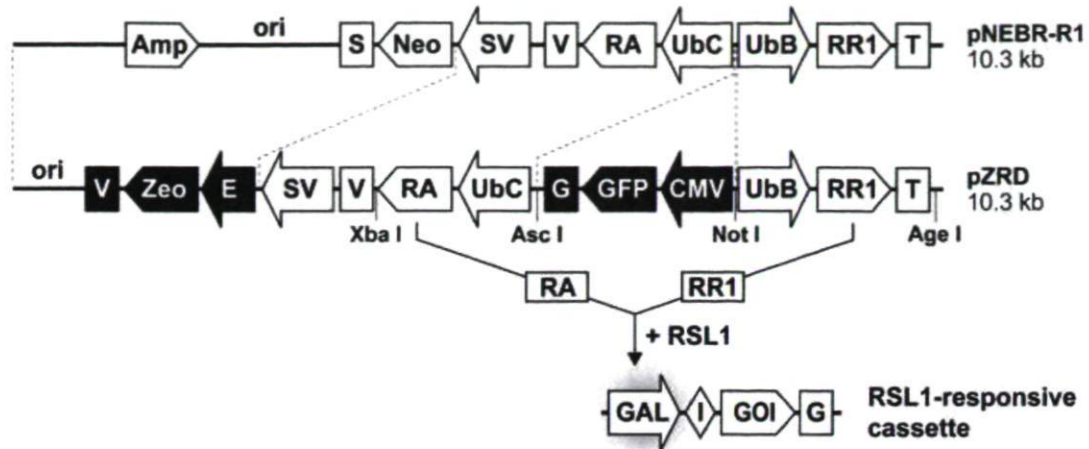 ori
Amp S Neo SV V RA UbC UbB RR1 T pNEBR-R1
10.3 kb
ori
V Zeo E SV V RA UbC G GFP CMV UbB RR1 T pZRD
10.3 kb
Xba I Asc I Not I Age I
RA RR1
+ RSL1
GAL I GOI G RSL1-responsive
cassette